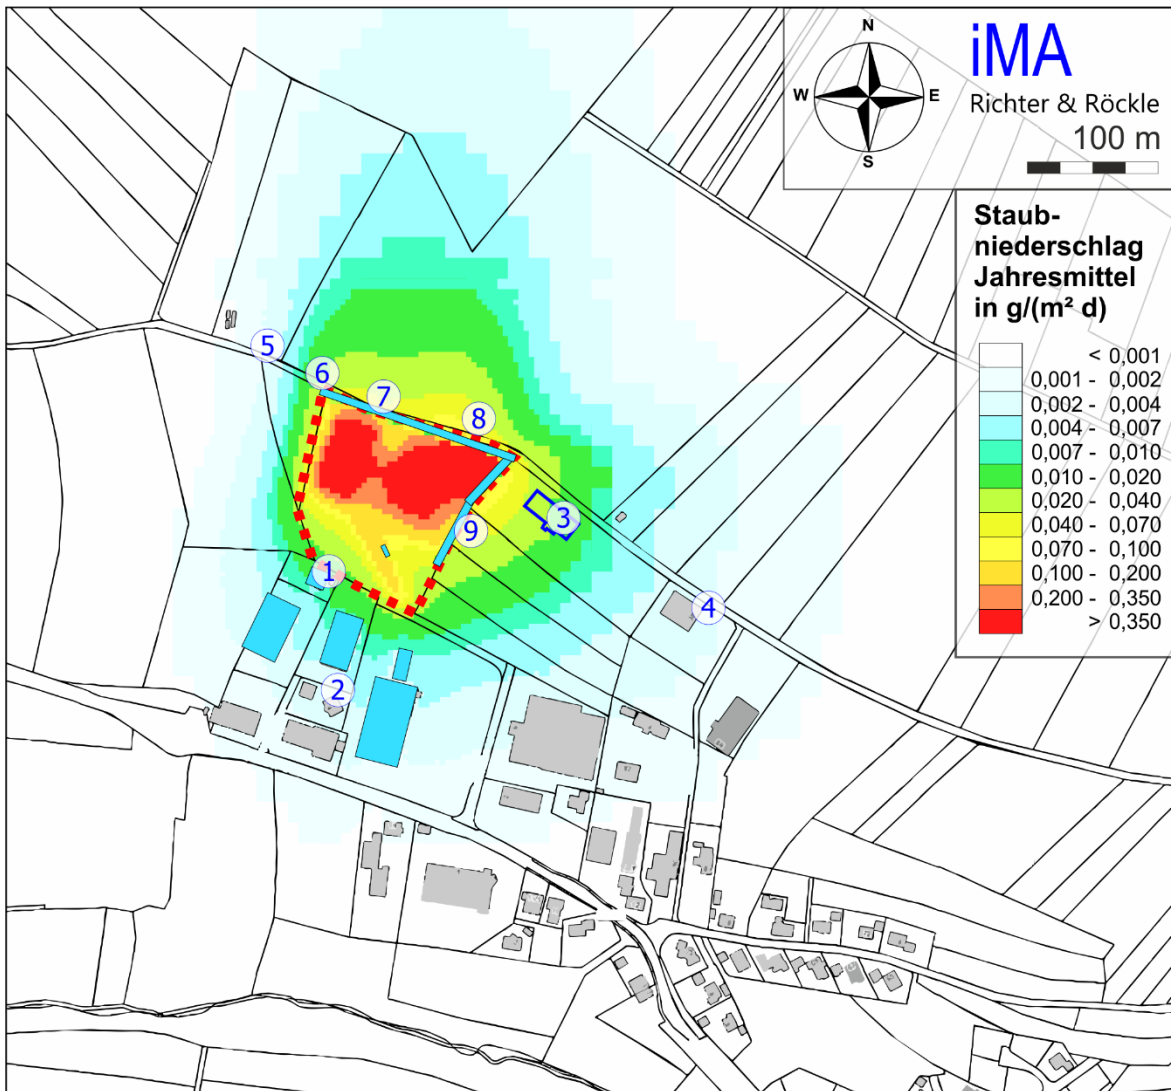 N
W
E
S
iMA
Richter & Röckle
100 m
Staub-
niederschlag
Jahresmittel
in g/(m² d)
< 0,001
0,001 - 0,002
0,002 - 0,004
0,004 - 0,007
0,007 - 0,010
0,010 - 0,020
0,020 - 0,040
0,040 - 0,070
0,070 - 0,100
0,100 - 0,200
0,200 - 0,350
> 0,350
5
6
7
8
3
9
1
4
2